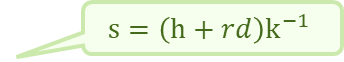 s = (h + rd)k⁻¹